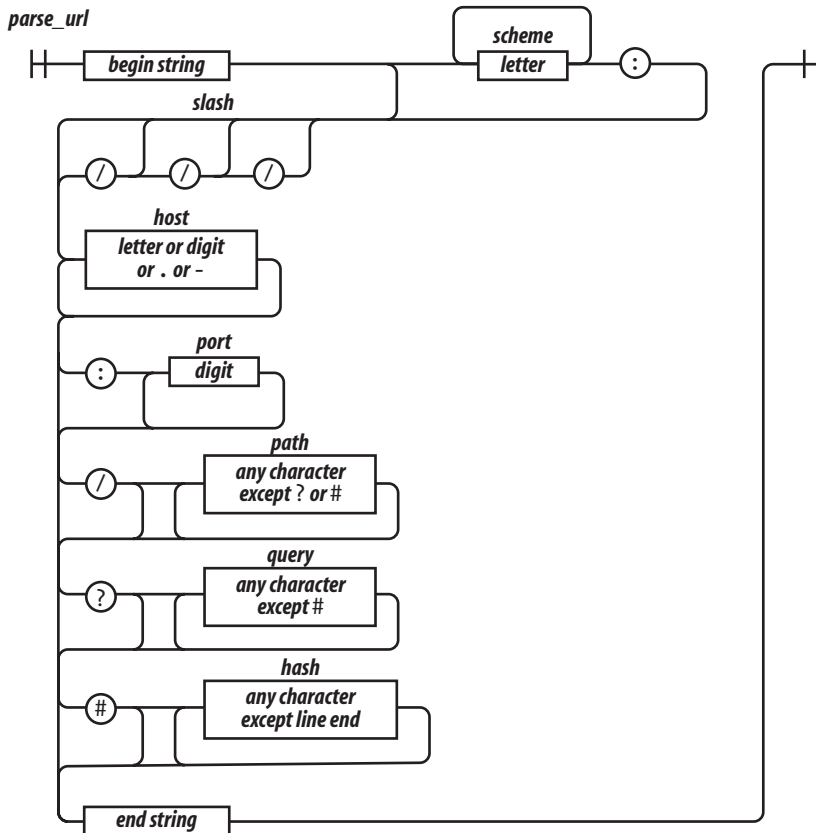 parse_url
begin string
scheme
letter
:
slash
/ / /
host
letter or digit
or . or -
port
: digit
path
/ any character
except ? or #
query
? any character
except #
hash
# any character
except line end
end string